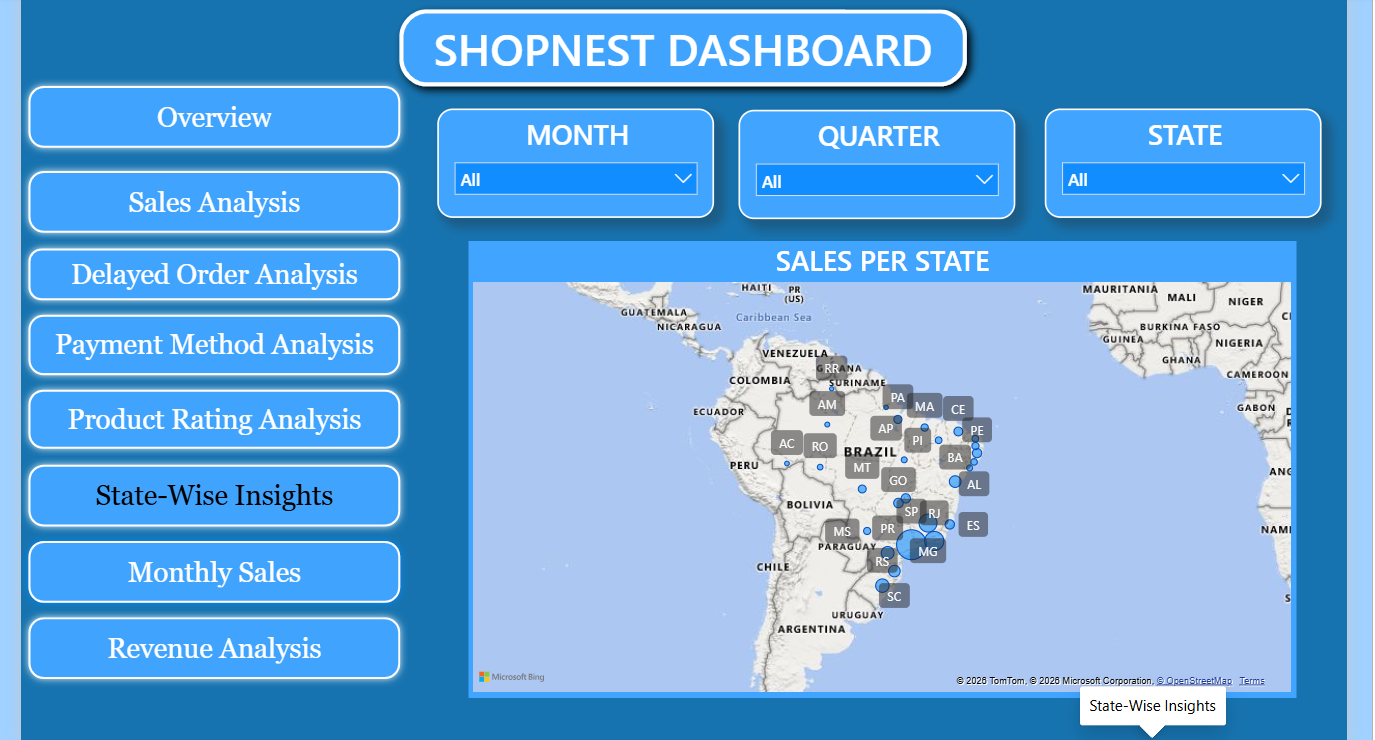 SHOPNEST DASHBOARD
Overview
Sales Analysis
Delayed Order Analysis
Payment Method Analysis
Product Rating Analysis
State-Wise Insights
Monthly Sales
Revenue Analysis
MONTH
All
QUARTER
All
STATE
All
SALES PER STATE
HAITI
PR
(US)
GUATEMALA
NICARAGUA
Caribbean Sea
MAURITANIA
MALI
NIGER
BURKINA FASO
GUINEA
NIGERIA
GHANA
CAMEROON
GABON
VENEZUELA
COLOMBIA
SURINAME
ECUADOR
PERU
BRAZIL
BOLIVIA
PARAGUAY
CHILE
URUGUAY
ARGENTINA
RR
AM
PA
MA
CE
AP
PI
PE
AC
RO
MT
BA
GO
AL
SP
RJ
ES
MS
PR
MG
RS
SC
Microsoft Bing
© 2026 TomTom, © 2026 Microsoft Corporation, © OpenStreetMap Terms
State-Wise Insights